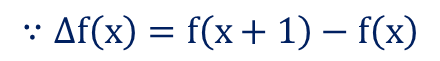 ∵ Δf(x) = f(x + 1) − f(x)